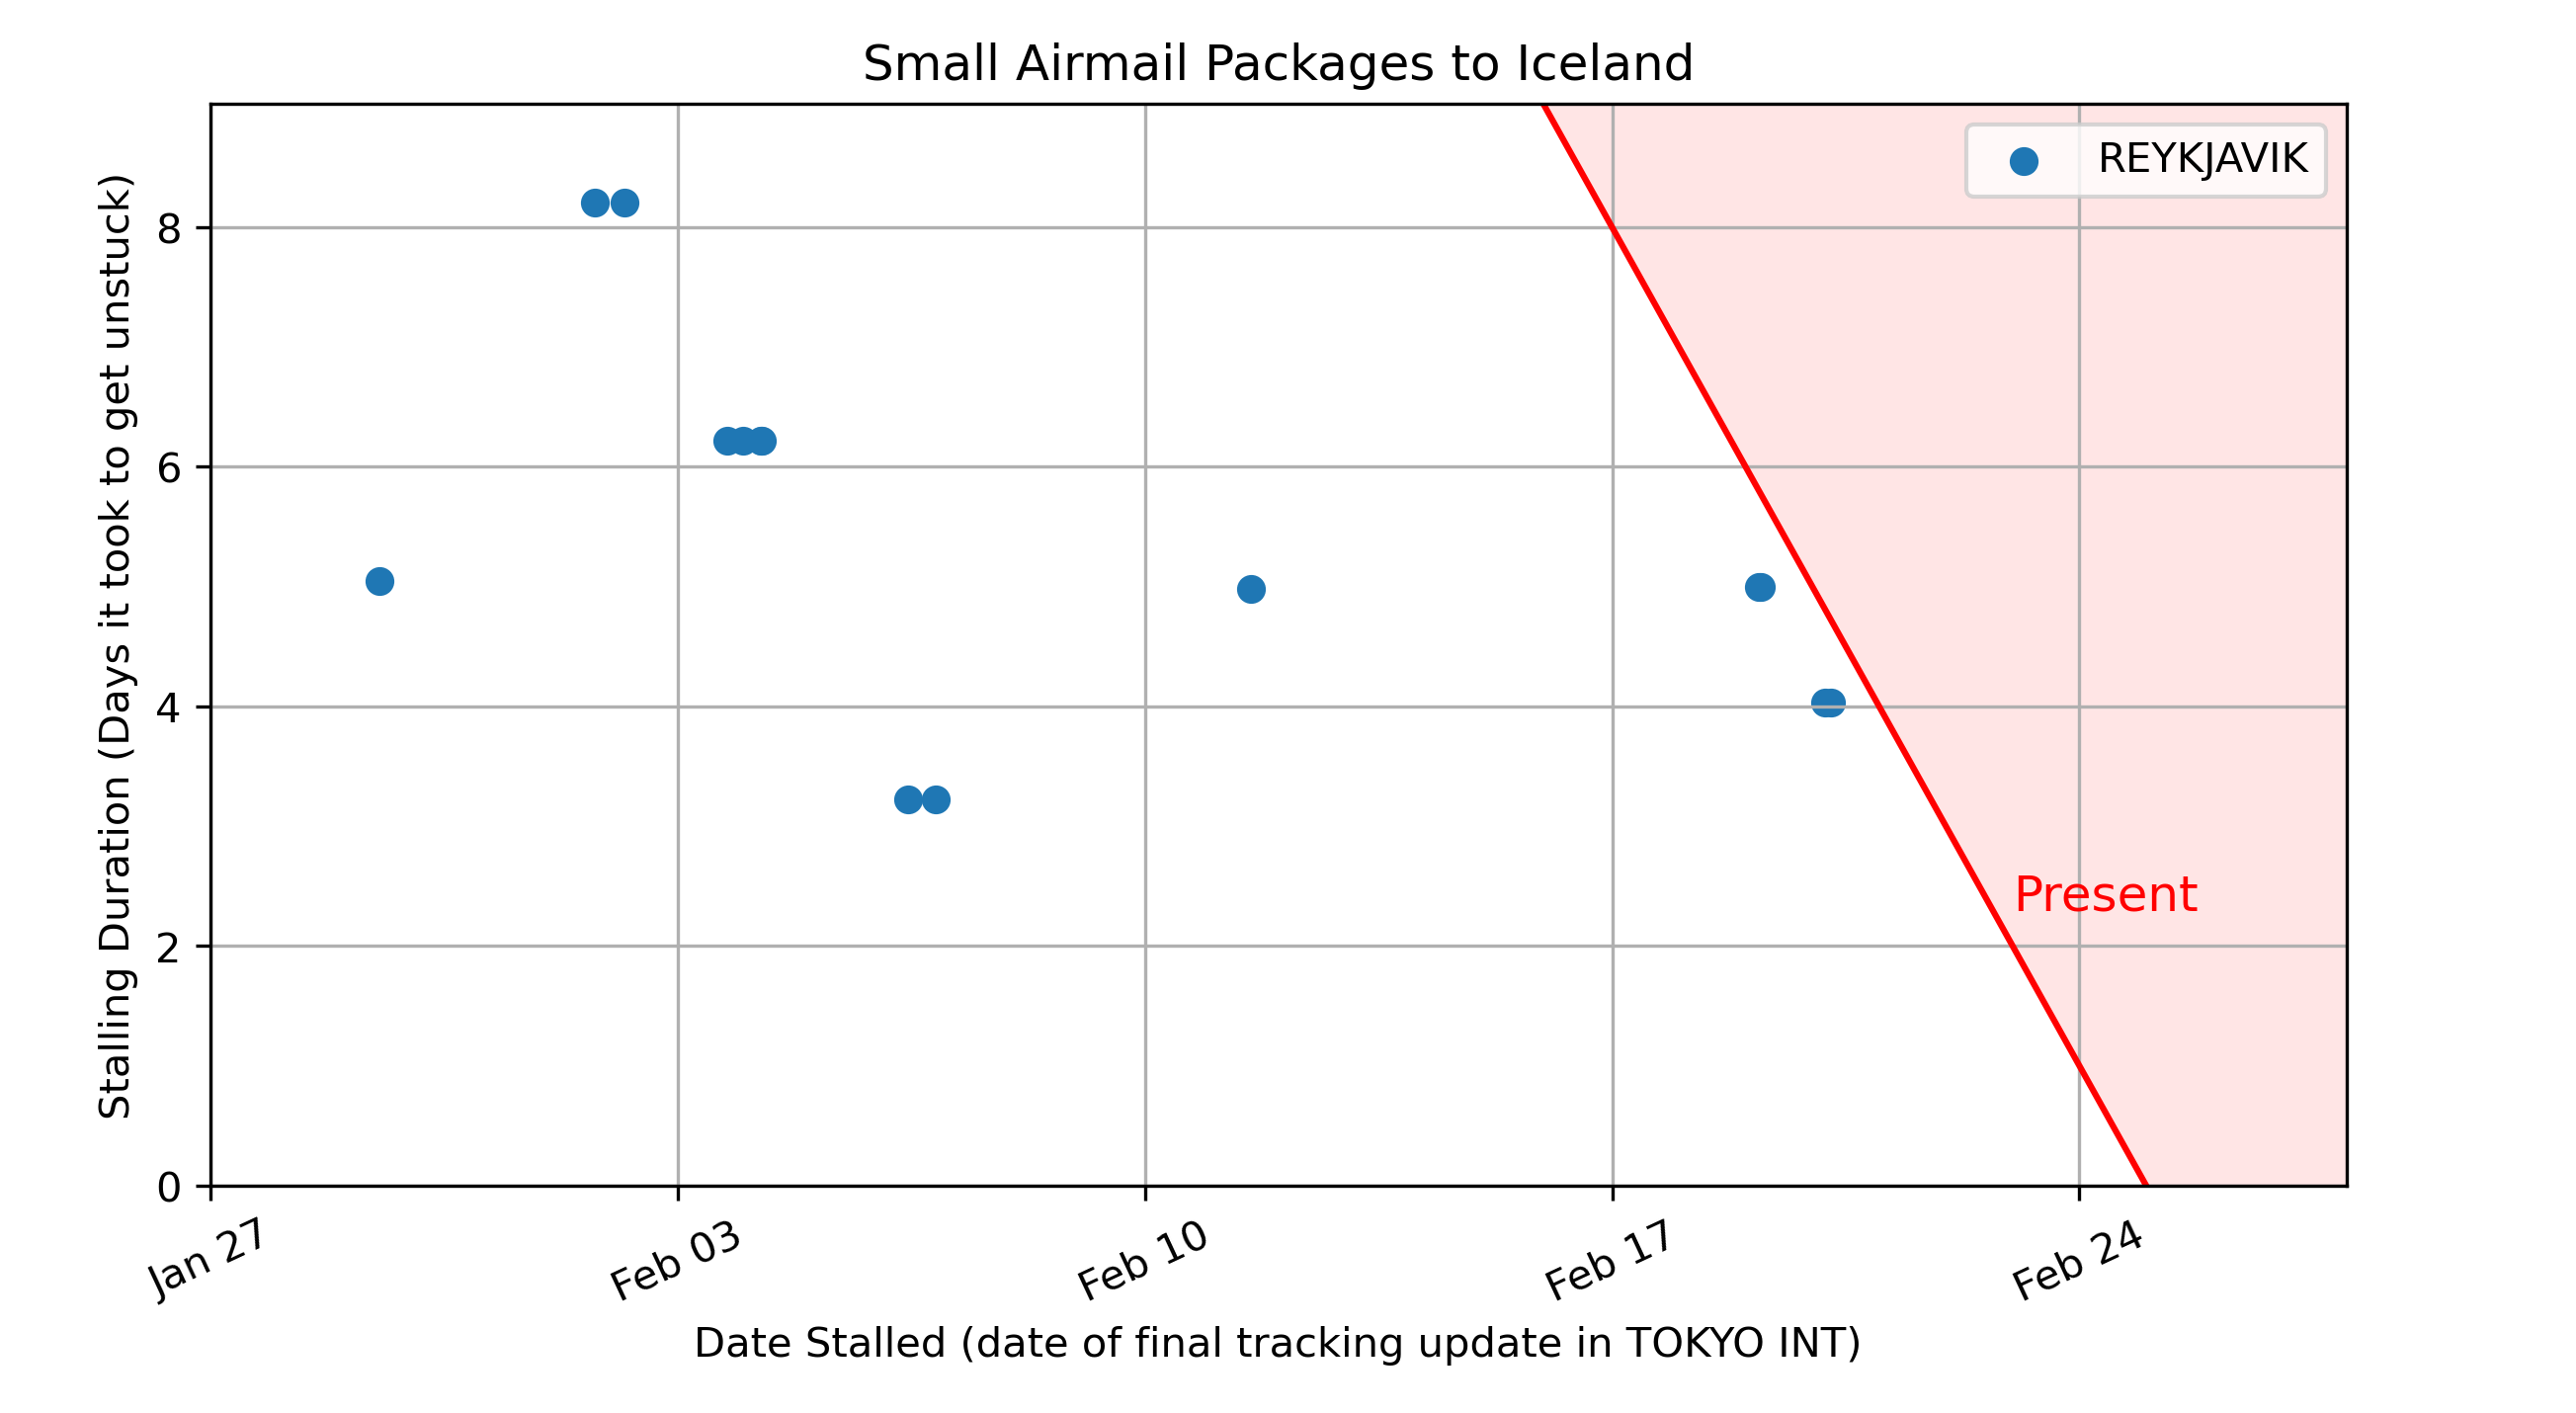 Small Airmail Packages to Iceland
REYKJAVIK
Stalling Duration (Days it took to get unstuck)
8
6
4
2
0
Present
Jan 27
Feb 03
Feb 10
Feb 17
Feb 24
Date Stalled (date of final tracking update in TOKYO INT)